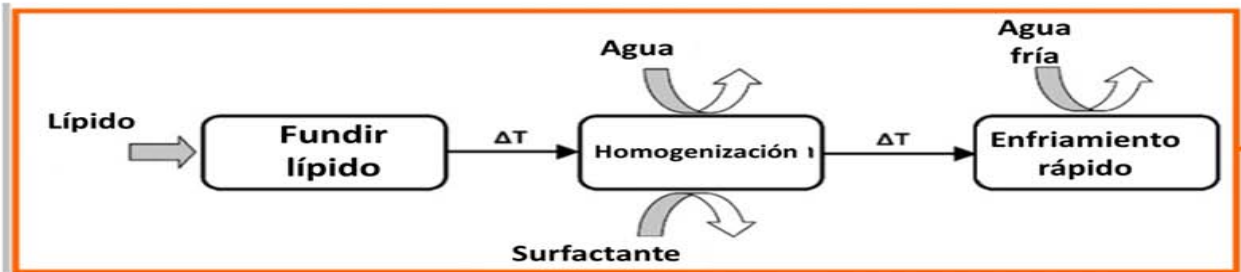 Lípido
Fundir
lípido
ΔT
Agua
Homogenización
Surfactante
ΔT
Agua
fría
Enfriamiento
rápido